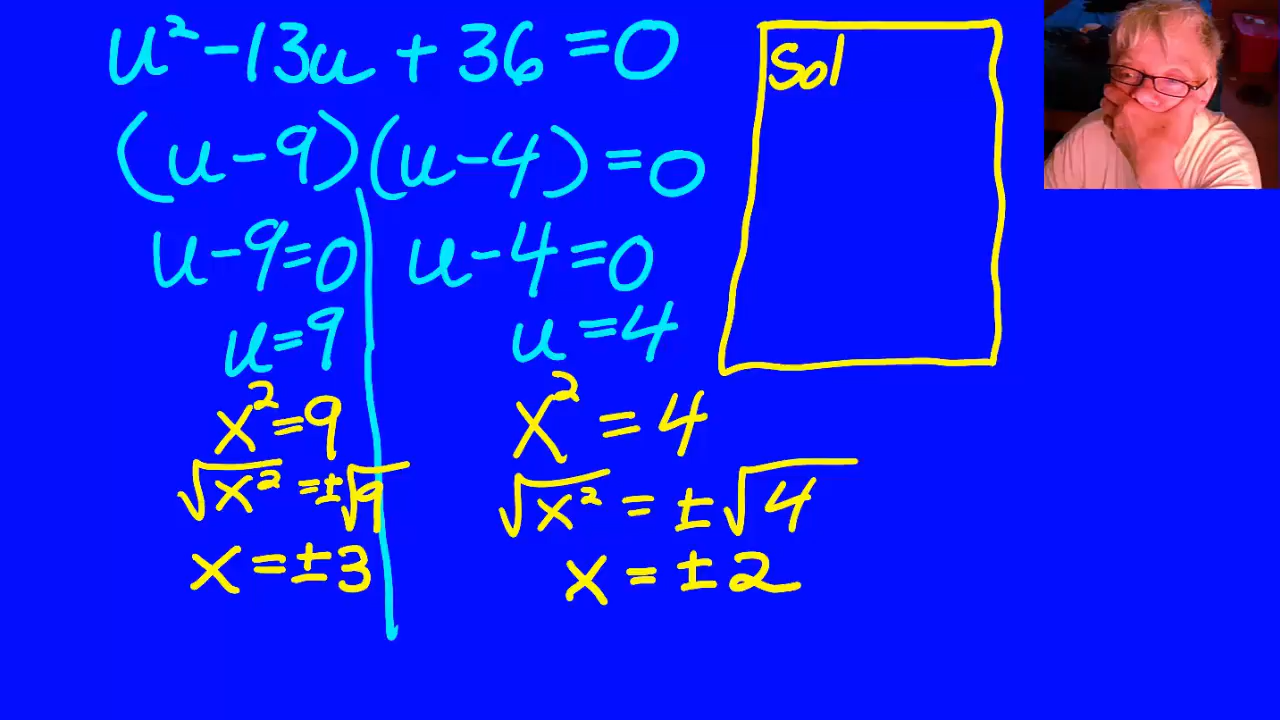 u² - 13u + 36 = 0
(u - 9)(u - 4) = 0
u - 9 = 0 u - 4 = 0
u = 9 u = 4
x² = 9 x² = 4
√x² = ±√9 √x² = ±√4
x = ±3 x = ±2
Sol